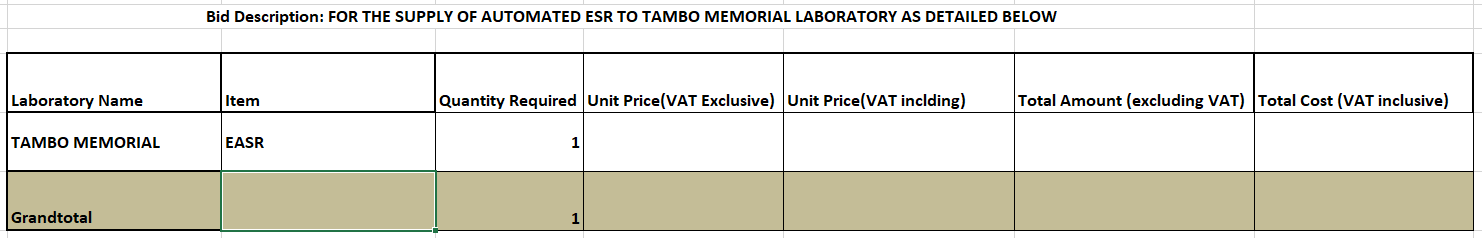 Bid Description: FOR THE SUPPLY OF AUTOMATED ESR TO TAMBO MEMORIAL LABORATORY AS DETAILED BELOW
Laboratory Name Item Quantity Required Unit Price(VAT Exclusive) Unit Price(VAT inclding) Total Amount (excluding VAT) Total Cost (VAT inclusive)
TAMBO MEMORIAL EASR 1
Grandtotal 1